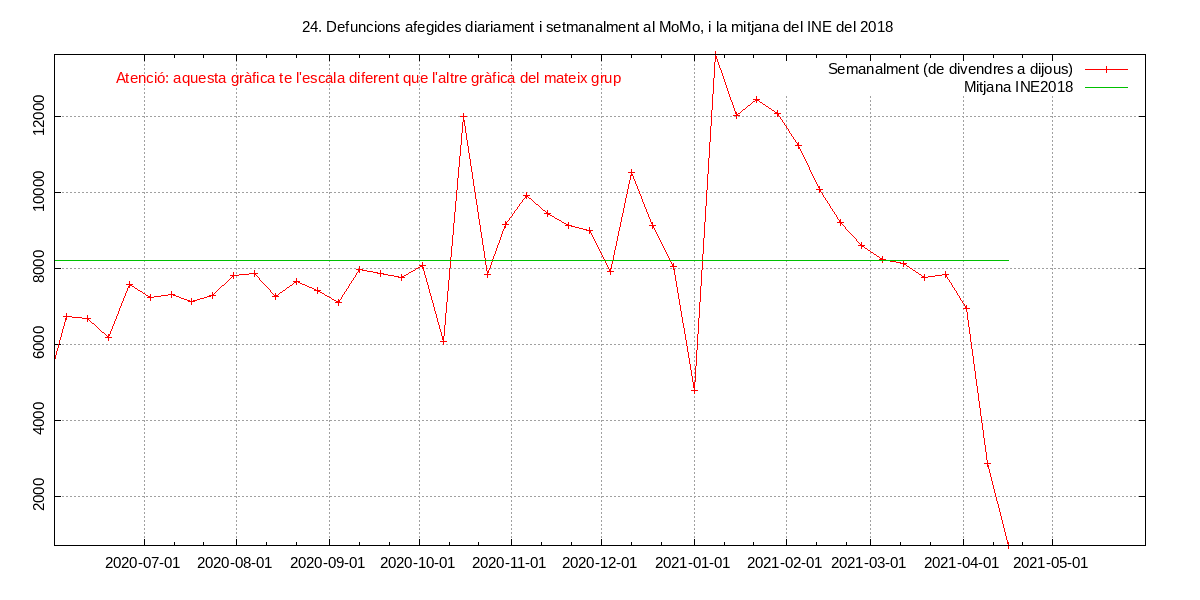 24. Defuncions afegides diariament i setmanalment al MoMo, i la mitjana del INE del 2018
Atenció: aquesta gràfica te l'escala diferent que l'altre gràfica del mateix grup
Semanalment (de divendres a dijous)
Mitjana INE2018
12000
10000
8000
6000
4000
2000
2020-07-01 2020-08-01 2020-09-01 2020-10-01 2020-11-01 2020-12-01 2021-01-01 2021-02-01 2021-03-01 2021-04-01 2021-05-01